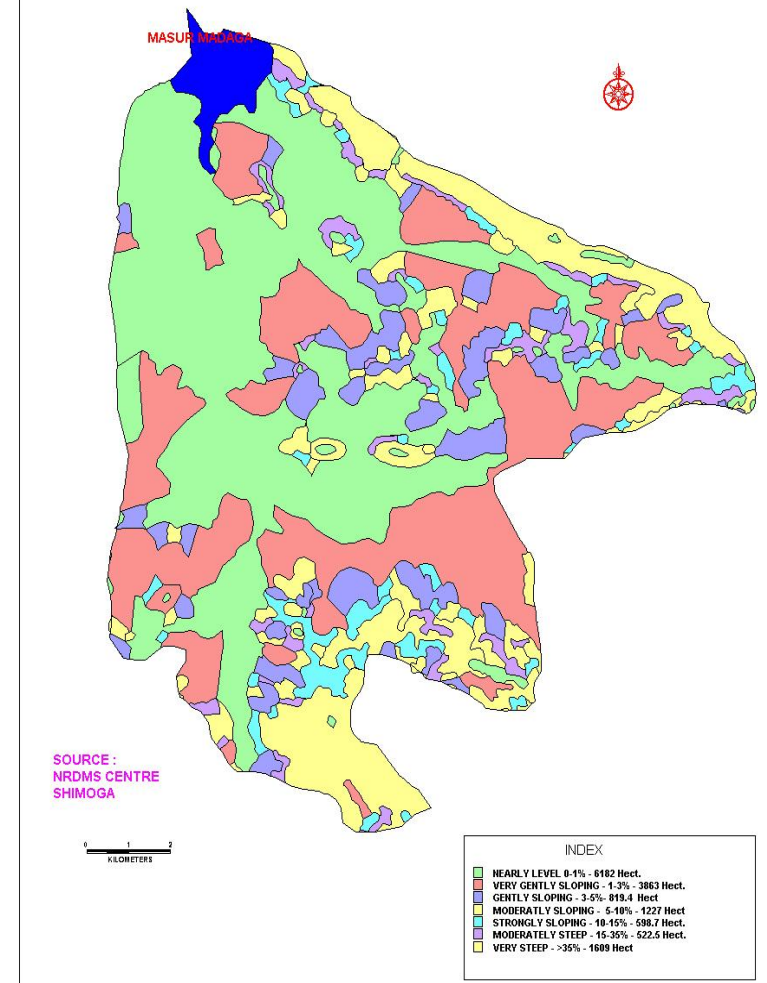 MASUR MADAGA
SOURCE :
NRDMS CENTRE
SHIMOGA
0 1 2
KILOMETERS
INDEX
NEARLY LEVEL 0-1% - 6182 Hect.
VERY GENTLY SLOPING - 1-3% - 3863 Hect.
GENTLY SLOPING - 3-5%- 819.4 Hect
MODERATLY SLOPING - 5-10% - 1227 Hect
STRONGLY SLOPING - 10-15% - 598.7 Hect.
MODERATELY STEEP - 15-35% - 522.5 Hect.
VERY STEEP - >35% - 1609 Hect